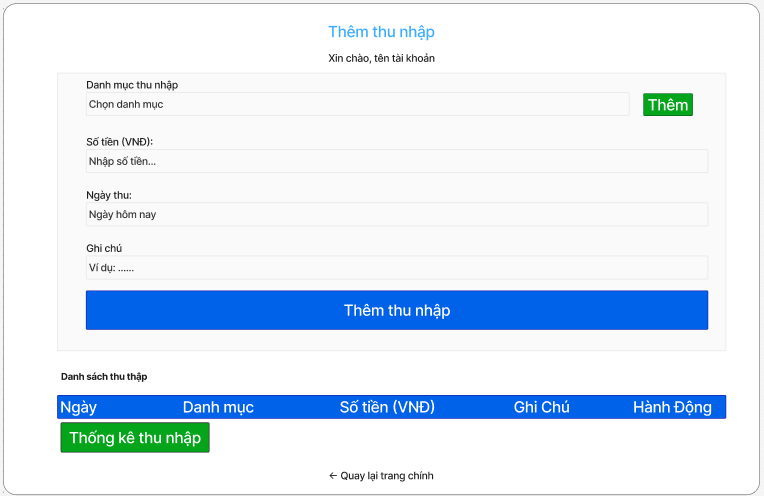 Thêm thu nhập
Xin chào, tên tài khoản
Danh mục thu nhập
Chọn danh mục
Thêm
Số tiền (VNĐ):
Nhập số tiền...
Ngày thu:
Ngày hôm nay
Ghi chú
Ví dụ: ......
Thêm thu nhập
Danh sách thu thập
Ngày Danh mục Số tiền (VNĐ) Ghi Chú Hành Động
Thống kê thu nhập
← Quay lại trang chính